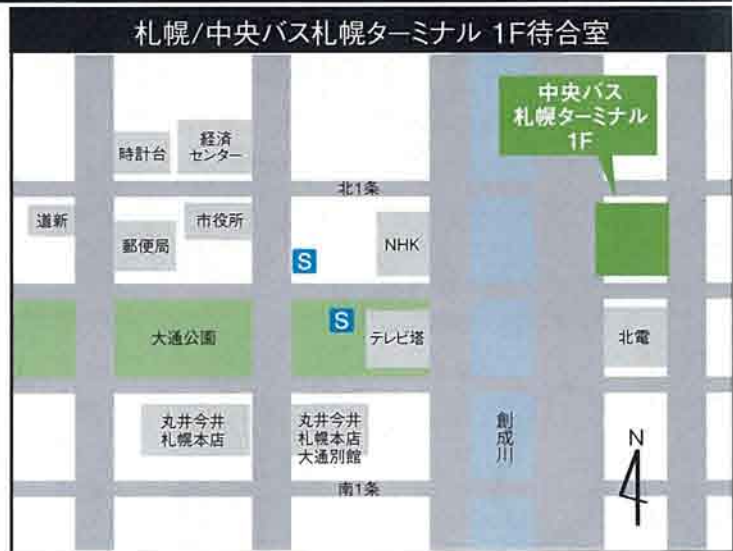 札幌/中央バス札幌ターミナル 1F待合室
中央バス
札幌ターミナル
1F
時計台
経済
センター
北1条
道新
郵便局
市役所
S
NHK
大通公園
S
テレビ塔
北電
丸井今井
札幌本店
丸井今井
札幌本店
大通別館
創成川
N
南1条